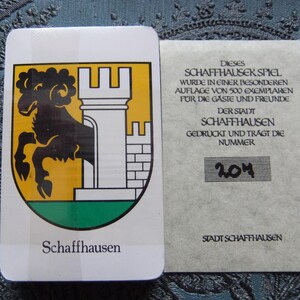 Schaffhausen
DIESES
SCHAFFHAUSER SPIEL
WURDE IN EINER BESONDEREN
AUFLAGE VON 500 EXEMPLAREN
FÜR DIE GÄSTE UND FREUNDE
DER STADT
SCHAFFHAUSEN
GEDRUCKT UND TRÄGT DIE
NUMMER
204
STADT SCHAFFHAUSEN